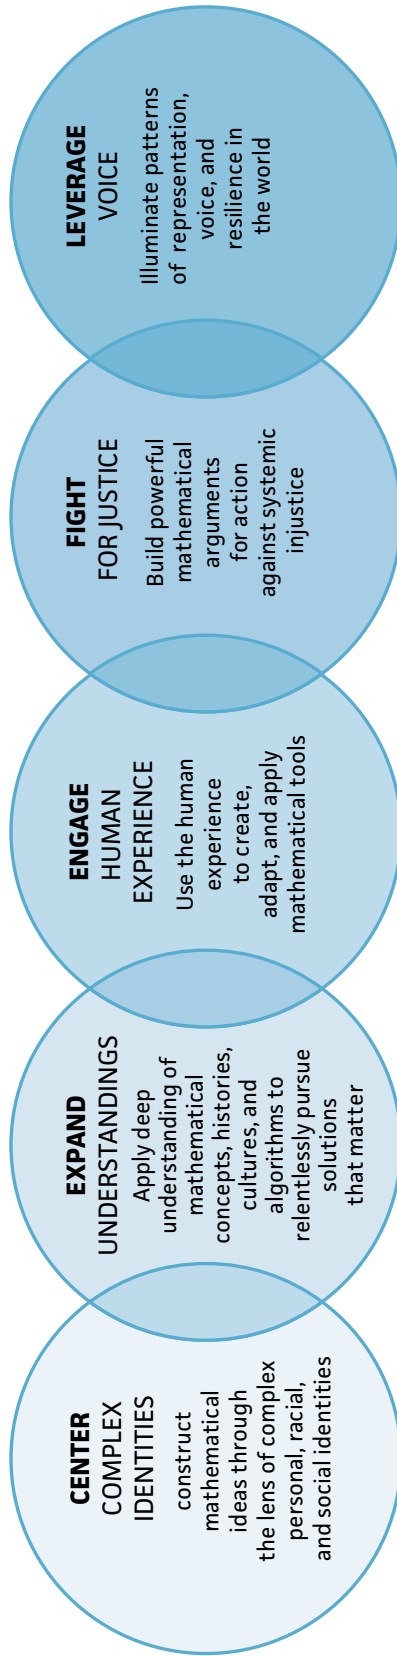 CENTER
COMPLEX
IDENTITIES
construct
mathematical
ideas through
the lens of complex
personal, racial,
and social identities
EXPAND
UNDERSTANDINGS
Apply deep
understanding of
mathematical
concepts, histories,
cultures, and
algorithms to
relentlessly pursue
solutions
that matter
ENGAGE
HUMAN
EXPERIENCE
Use the human
experience
to create,
adapt, and apply
mathematical tools
FIGHT
FOR JUSTICE
Build powerful
mathematical
arguments
for action
against systemic
injustice
LEVERAGE
VOICE
Illuminate patterns
of representation,
voice, and
resilience in
the world